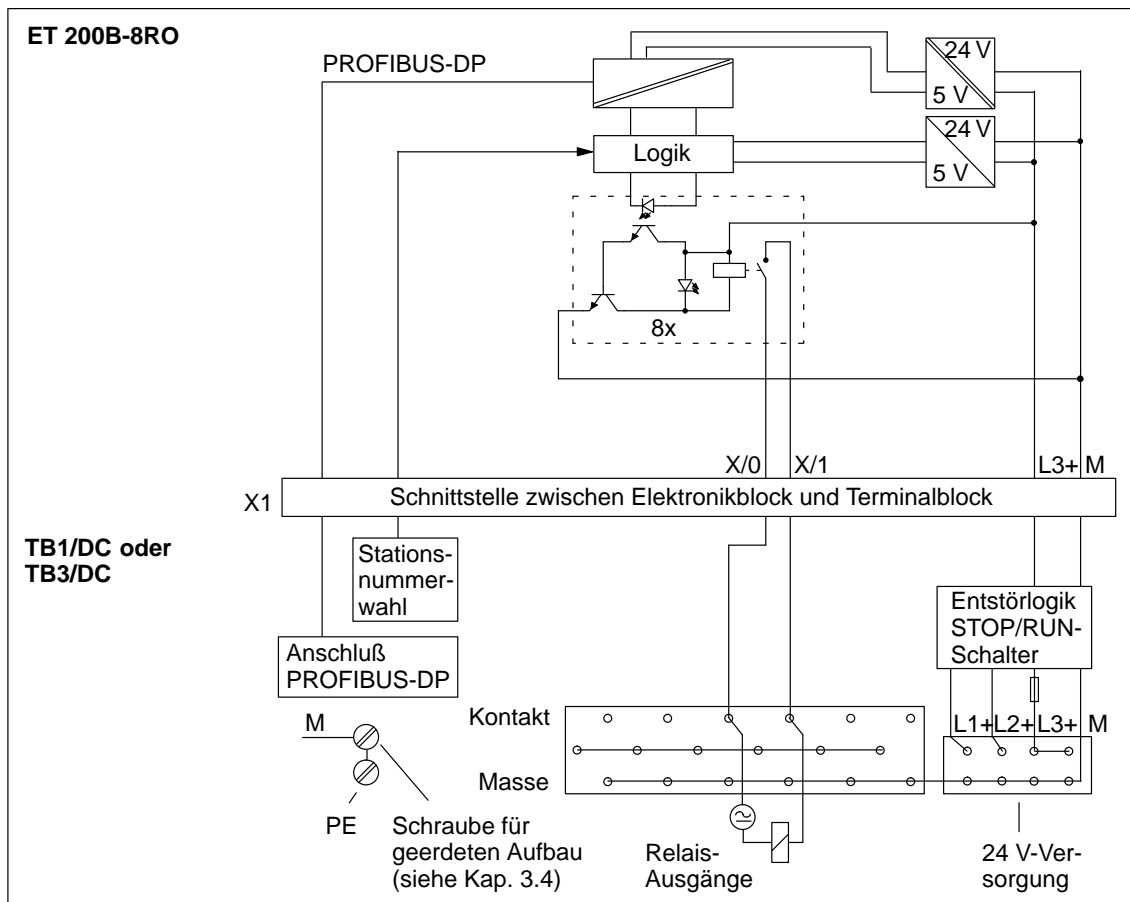 ET 200B-8RO
PROFIBUS-DP
24 V
5 V
Logik
24 V
5 V
8x
X/0
X/1
L3+
M
X1
Schnittstelle zwischen Elektronikblock und Terminalblock
TB1/DC oder
TB3/DC
Stations-
nummer-
wahl
Entstörlogik
STOP/RUN-
Schalter
Anschluß
PROFIBUS-DP
M
Kontakt
L1+
L2+
L3+
M
Masse
PE
Schraube für
geerdeten Aufbau
(siehe Kap. 3.4)
Relais-
Ausgänge
24 V-Ver-
sorgung